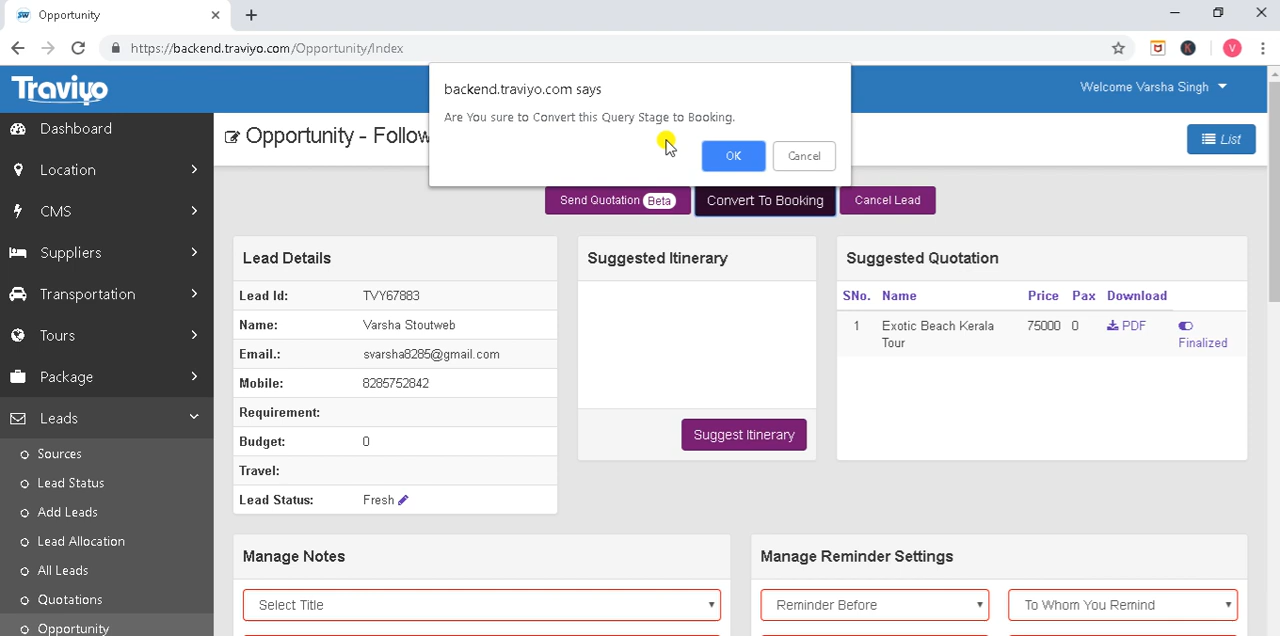 Opportunity
https://backend.traviyo.com/Opportunity/Index
V
Traviyo
Welcome Varsha Singh
backend.traviyo.com says
Are You sure to Convert this Query Stage to Booking.
OK
Cancel
Dashboard
Location
CMS
Suppliers
Transportation
Tours
Package
Leads
Sources
Lead Status
Add Leads
Lead Allocation
All Leads
Quotations
Opportunity
Opportunity - Follow
List
Send Quotation Beta
Convert To Booking
Cancel Lead
Lead Details
Lead Id: TVY67883
Name: Varsha Stoutweb
Email.: svarsha8285@gmail.com
Mobile: 8285752842
Requirement:
Budget: 0
Travel:
Lead Status: Fresh
Suggested Itinerary
Suggest Itinerary
Suggested Quotation
SNo. Name Price Pax Download
1 Exotic Beach Kerala 75000 0 PDF
Tour Finalized
Manage Notes
Select Title
Manage Reminder Settings
Reminder Before
To Whom You Remind